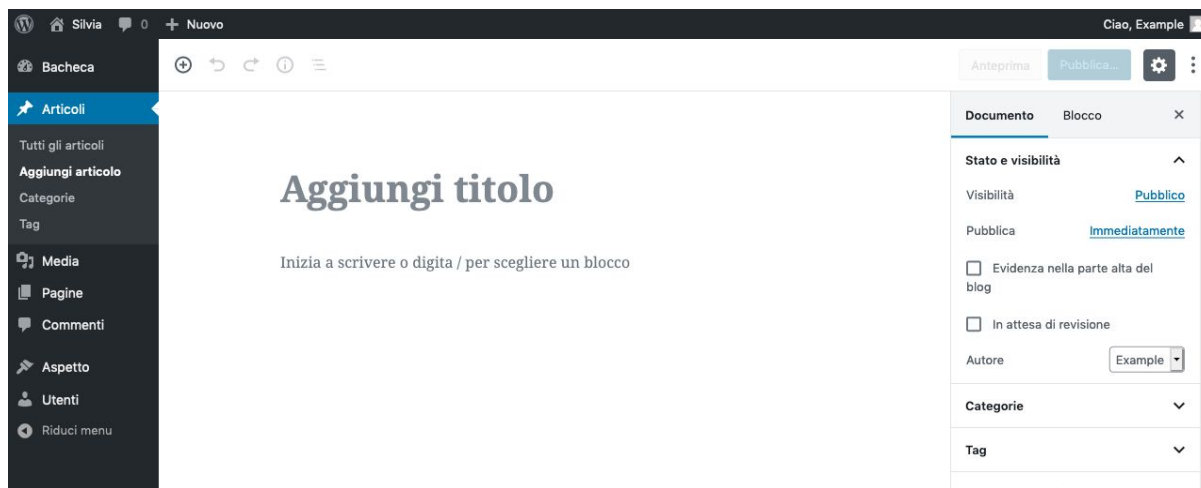 Silvia 0 Nuovo Ciao, Example
Bacheca
Articoli
Tutti gli articoli
Aggiungi articolo
Categorie
Tag
Media
Pagine
Commenti
Aspetto
Utenti
Riduci menu
Anteprima Pubblica...
Aggiungi titolo
Inizia a scrivere o digita / per scegliere un blocco
Documento Blocco
Stato e visibilità
Visibilità Pubblico
Pubblica Immediatamente
Evidenza nella parte alta del
blog
In attesa di revisione
Autore Example
Categorie
Tag